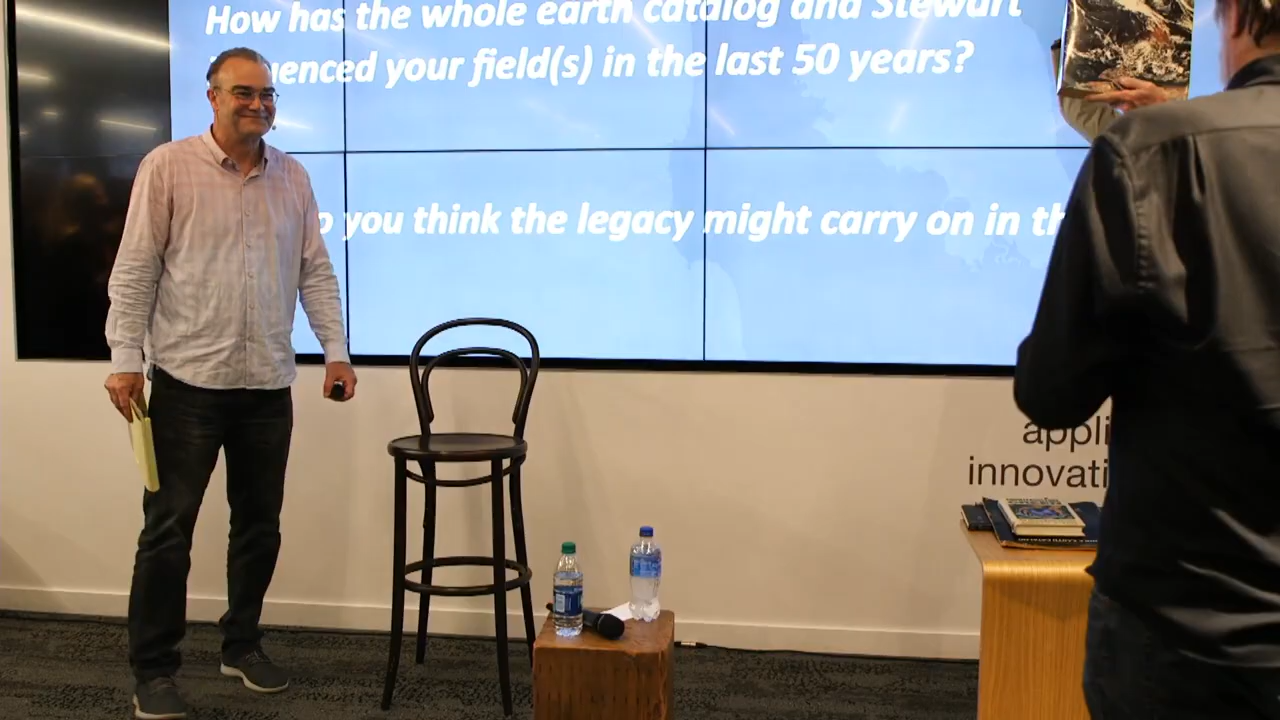 How has the whole earth catalog and Stewart
enced your field(s) in the last 50 years?
o you think the legacy might carry on in th
appli
innovati